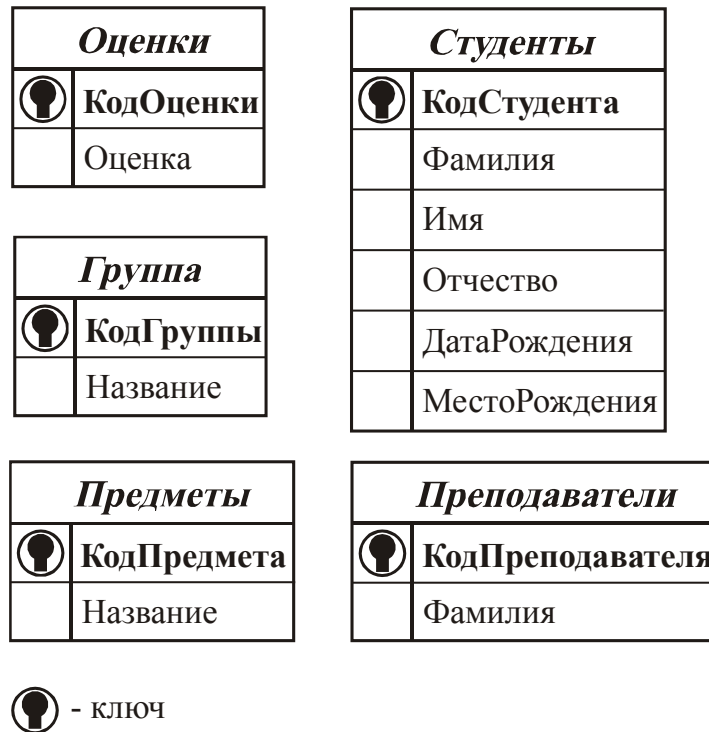 Оценки
КодОценки
Оценка
Студенты
КодСтудента
Фамилия
Имя
Отчество
ДатаРождения
МестоРождения
Группа
КодГруппы
Название
Предметы
КодПредмета
Название
Преподаватели
КодПреподавателя
Фамилия
- ключ